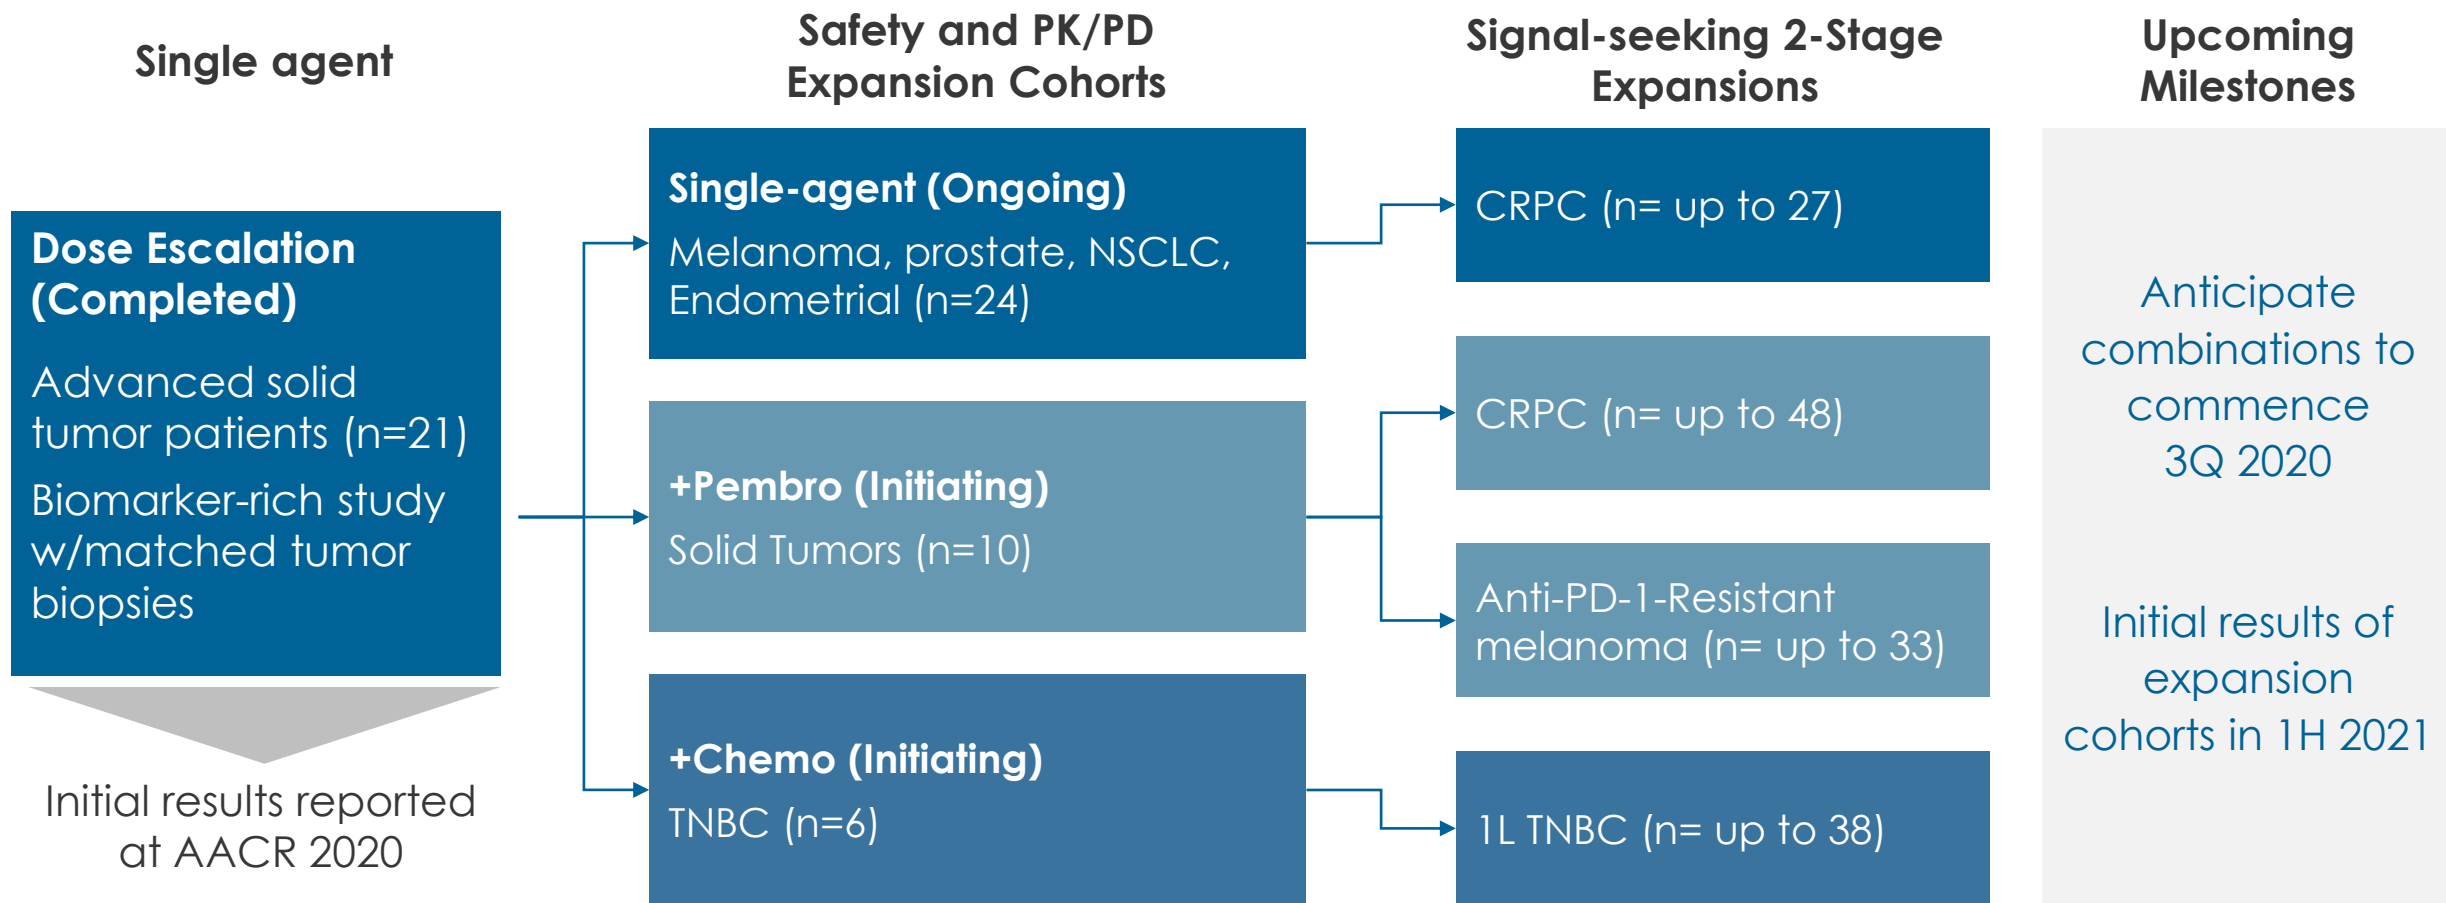 Single agent
Dose Escalation
(Completed)
Advanced solid
tumor patients (n=21)
Biomarker-rich study
w/matched tumor
biopsies
Initial results reported
at AACR 2020
Safety and PK/PD
Expansion Cohorts
Single-agent (Ongoing)
Melanoma, prostate, NSCLC,
Endometrial (n=24)
+Pembro (Initiating)
Solid Tumors (n=10)
+Chemo (Initiating)
TNBC (n=6)
Signal-seeking 2-Stage
Expansions
CRPC (n= up to 27)
CRPC (n= up to 48)
Anti-PD-1-Resistant
melanoma (n= up to 33)
1L TNBC (n= up to 38)
Upcoming
Milestones
Anticipate
combinations to
commence
3Q 2020
Initial results of
expansion
cohorts in 1H 2021